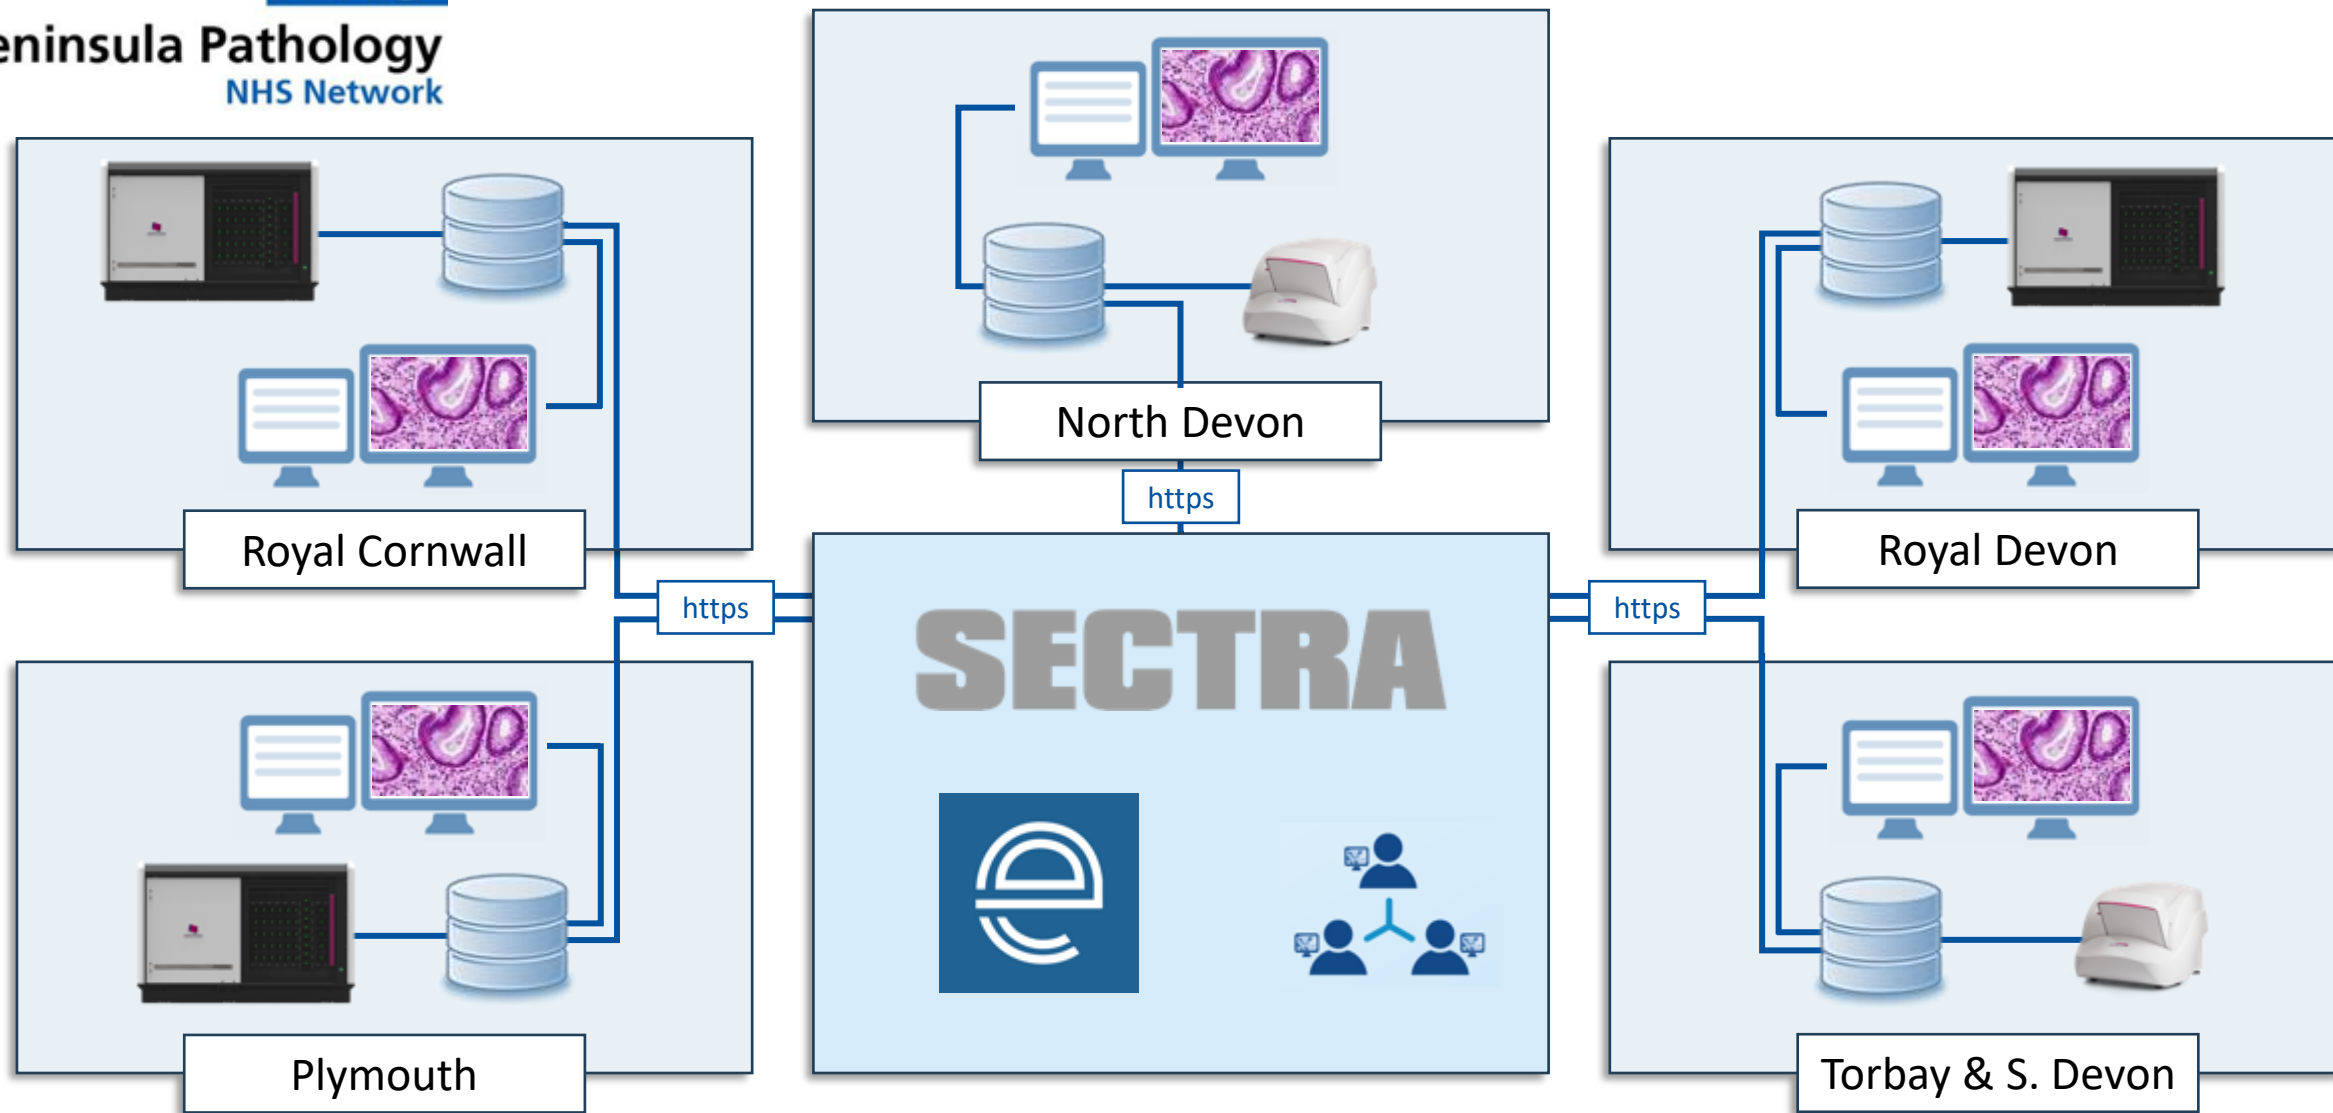 eninsula Pathology
NHS Network
North Devon
https
Royal Cornwall
Royal Devon
https
SECTRA
https
Plymouth
Torbay & S. Devon